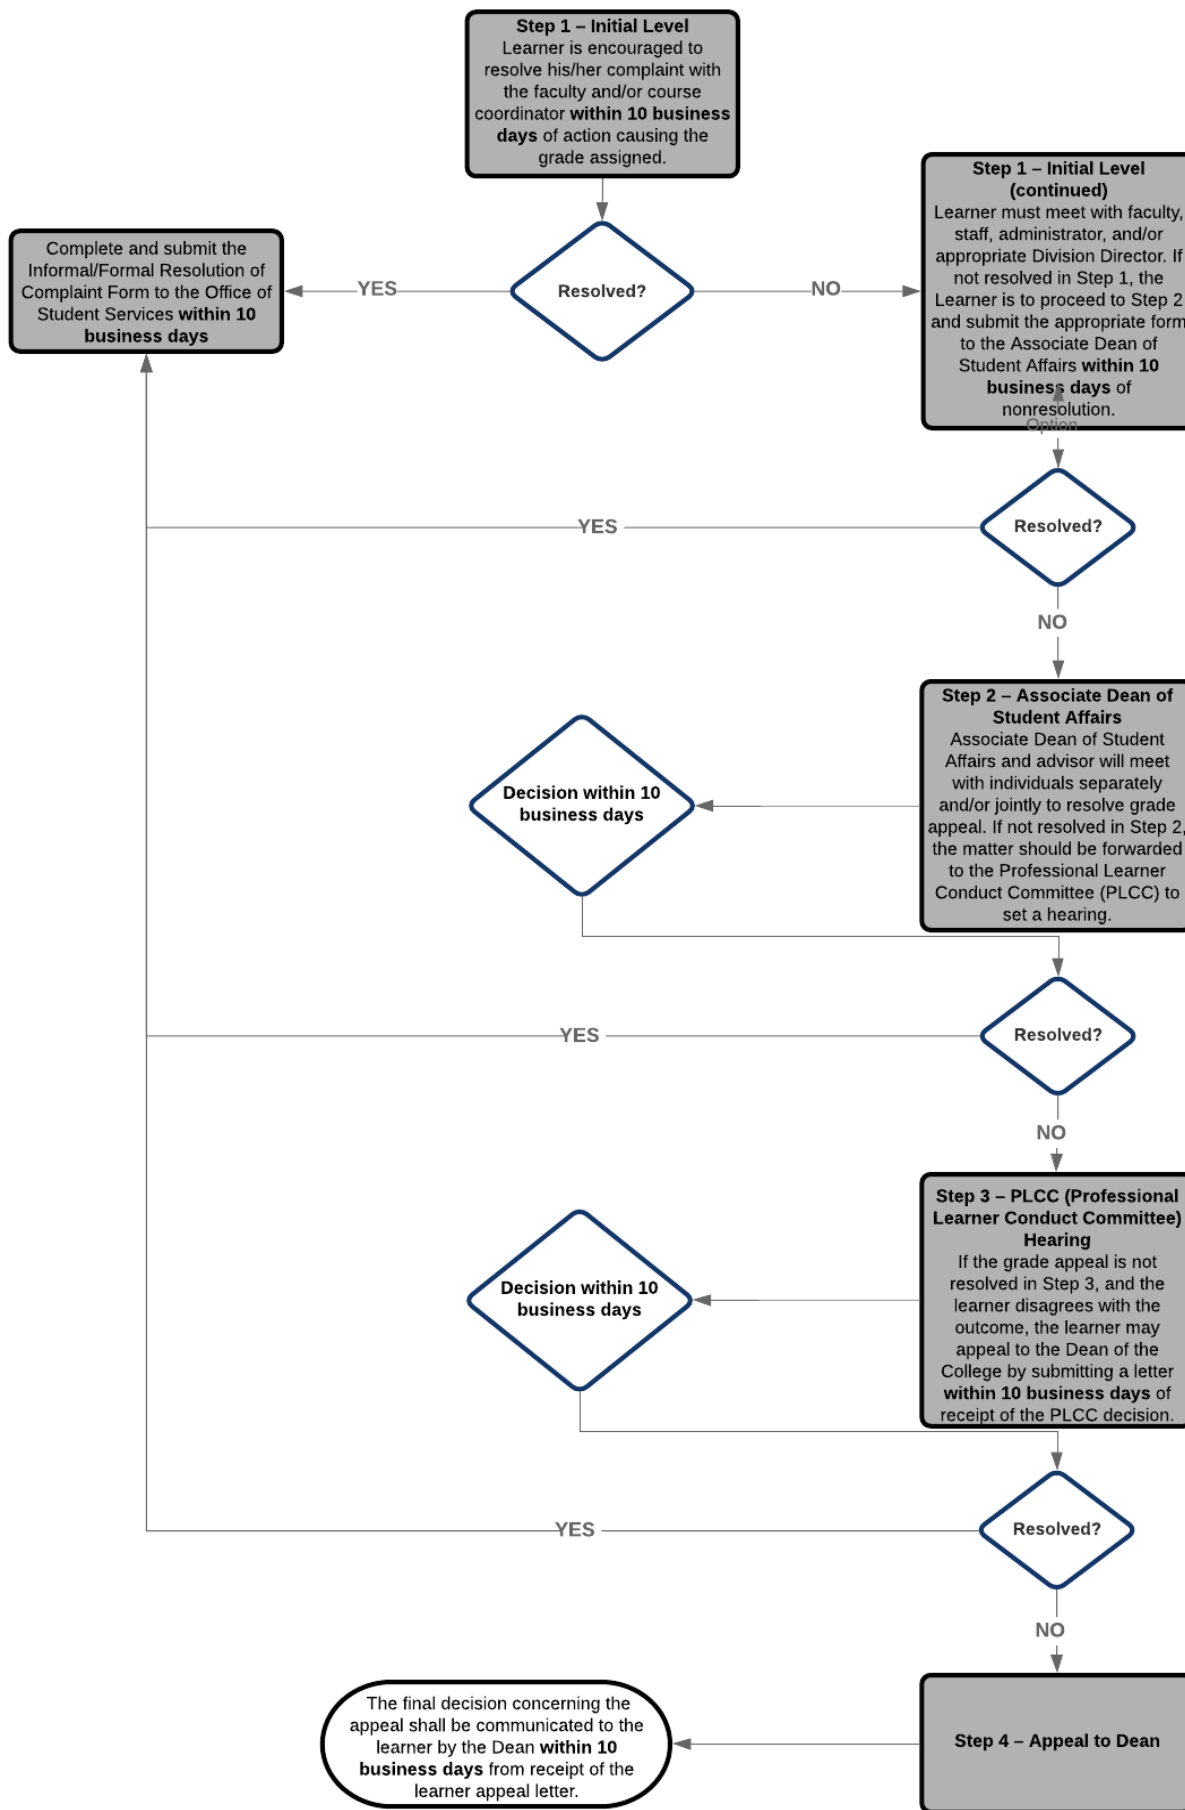 Step 1 – Initial Level
Learner is encouraged to
resolve his/her complaint with
the faculty and/or course
coordinator within 10 business
days of action causing the
grade assigned.
Step 1 – Initial Level
(continued)
Learner must meet with faculty,
staff, administrator, and/or
appropriate Division Director. If
not resolved in Step 1, the
Learner is to proceed to Step 2
and submit the appropriate form
to the Associate Dean of
Student Affairs within 10
business days of
nonresolution.
Option
Complete and submit the
Informal/Formal Resolution of
Complaint Form to the Office of
Student Services within 10
business days
YES
Resolved?
NO
YES
Resolved?
NO
Step 2 – Associate Dean of
Student Affairs
Associate Dean of Student
Affairs and advisor will meet
with individuals separately
and/or jointly to resolve grade
appeal. If not resolved in Step 2,
the matter should be forwarded
to the Professional Learner
Conduct Committee (PLCC) to
set a hearing.
Decision within 10
business days
YES
Resolved?
NO
Step 3 – PLCC (Professional
Learner Conduct Committee)
Hearing
If the grade appeal is not
resolved in Step 3, and the
learner disagrees with the
outcome, the learner may
appeal to the Dean of the
College by submitting a letter
within 10 business days of
receipt of the PLCC decision.
Decision within 10
business days
YES
Resolved?
NO
Step 4 – Appeal to Dean
The final decision concerning the
appeal shall be communicated to the
learner by the Dean within 10
business days from receipt of the
learner appeal letter.